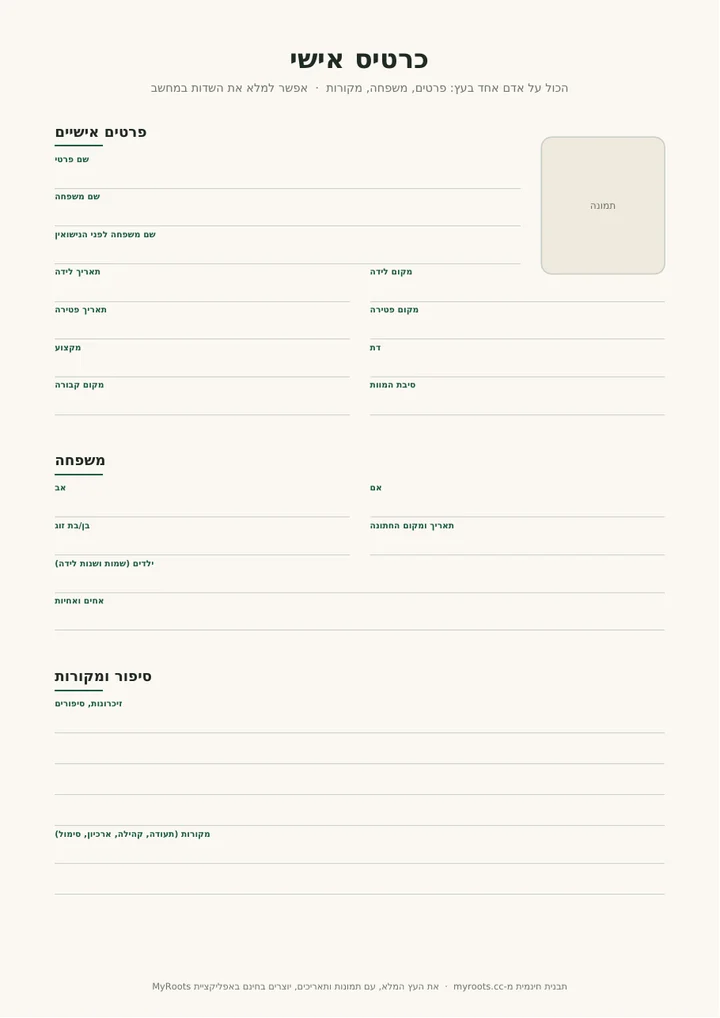 כרטיס אישי
הכול על אדם אחד בעץ: פרטים, משפחה, מקורות · אפשר למלא את השדות במחשב
פרטים אישיים
תמונה
שם פרטי
שם משפחה
שם משפחה לפני הנישואין
תאריך לידה
מקום לידה
תאריך פטירה
מקום פטירה
מקצוע
דת
מקום קבורה
סיבת המוות
משפחה
אב
אם
בן/בת זוג
תאריך ומקום החתונה
ילדים (שמות ושנות לידה)
אחים ואחיות
סיפור ומקורות
זיכרונות, סיפורים
מקורות (תעודה, קהילה, ארכיון, סימול)
תבנית חינמית מ-myroots.cc · את העץ המלא, עם תמונות ותאריכים, יוצרים בחינם באפליקציית MyRoots